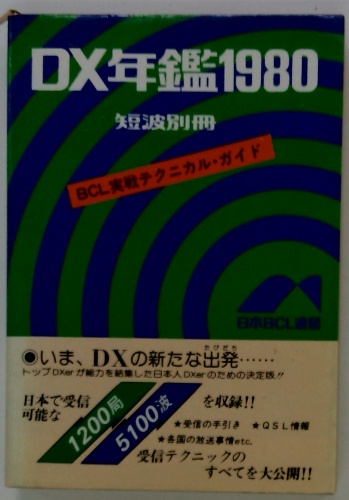 DX年鑑1980
短波別冊
BCL実戦テクニカル・ガイド
日本BCL連盟
●いま、DXの新たな出発……
たびだち
トップDXerが総力を結集した日本人DXerのための決定版!!
日本で受信
可能な
1200局
5100波
を収録!!
★受信の手引き ★QSL情報
★各国の放送事情etc.
受信テクニックの
すべてを大公開!!